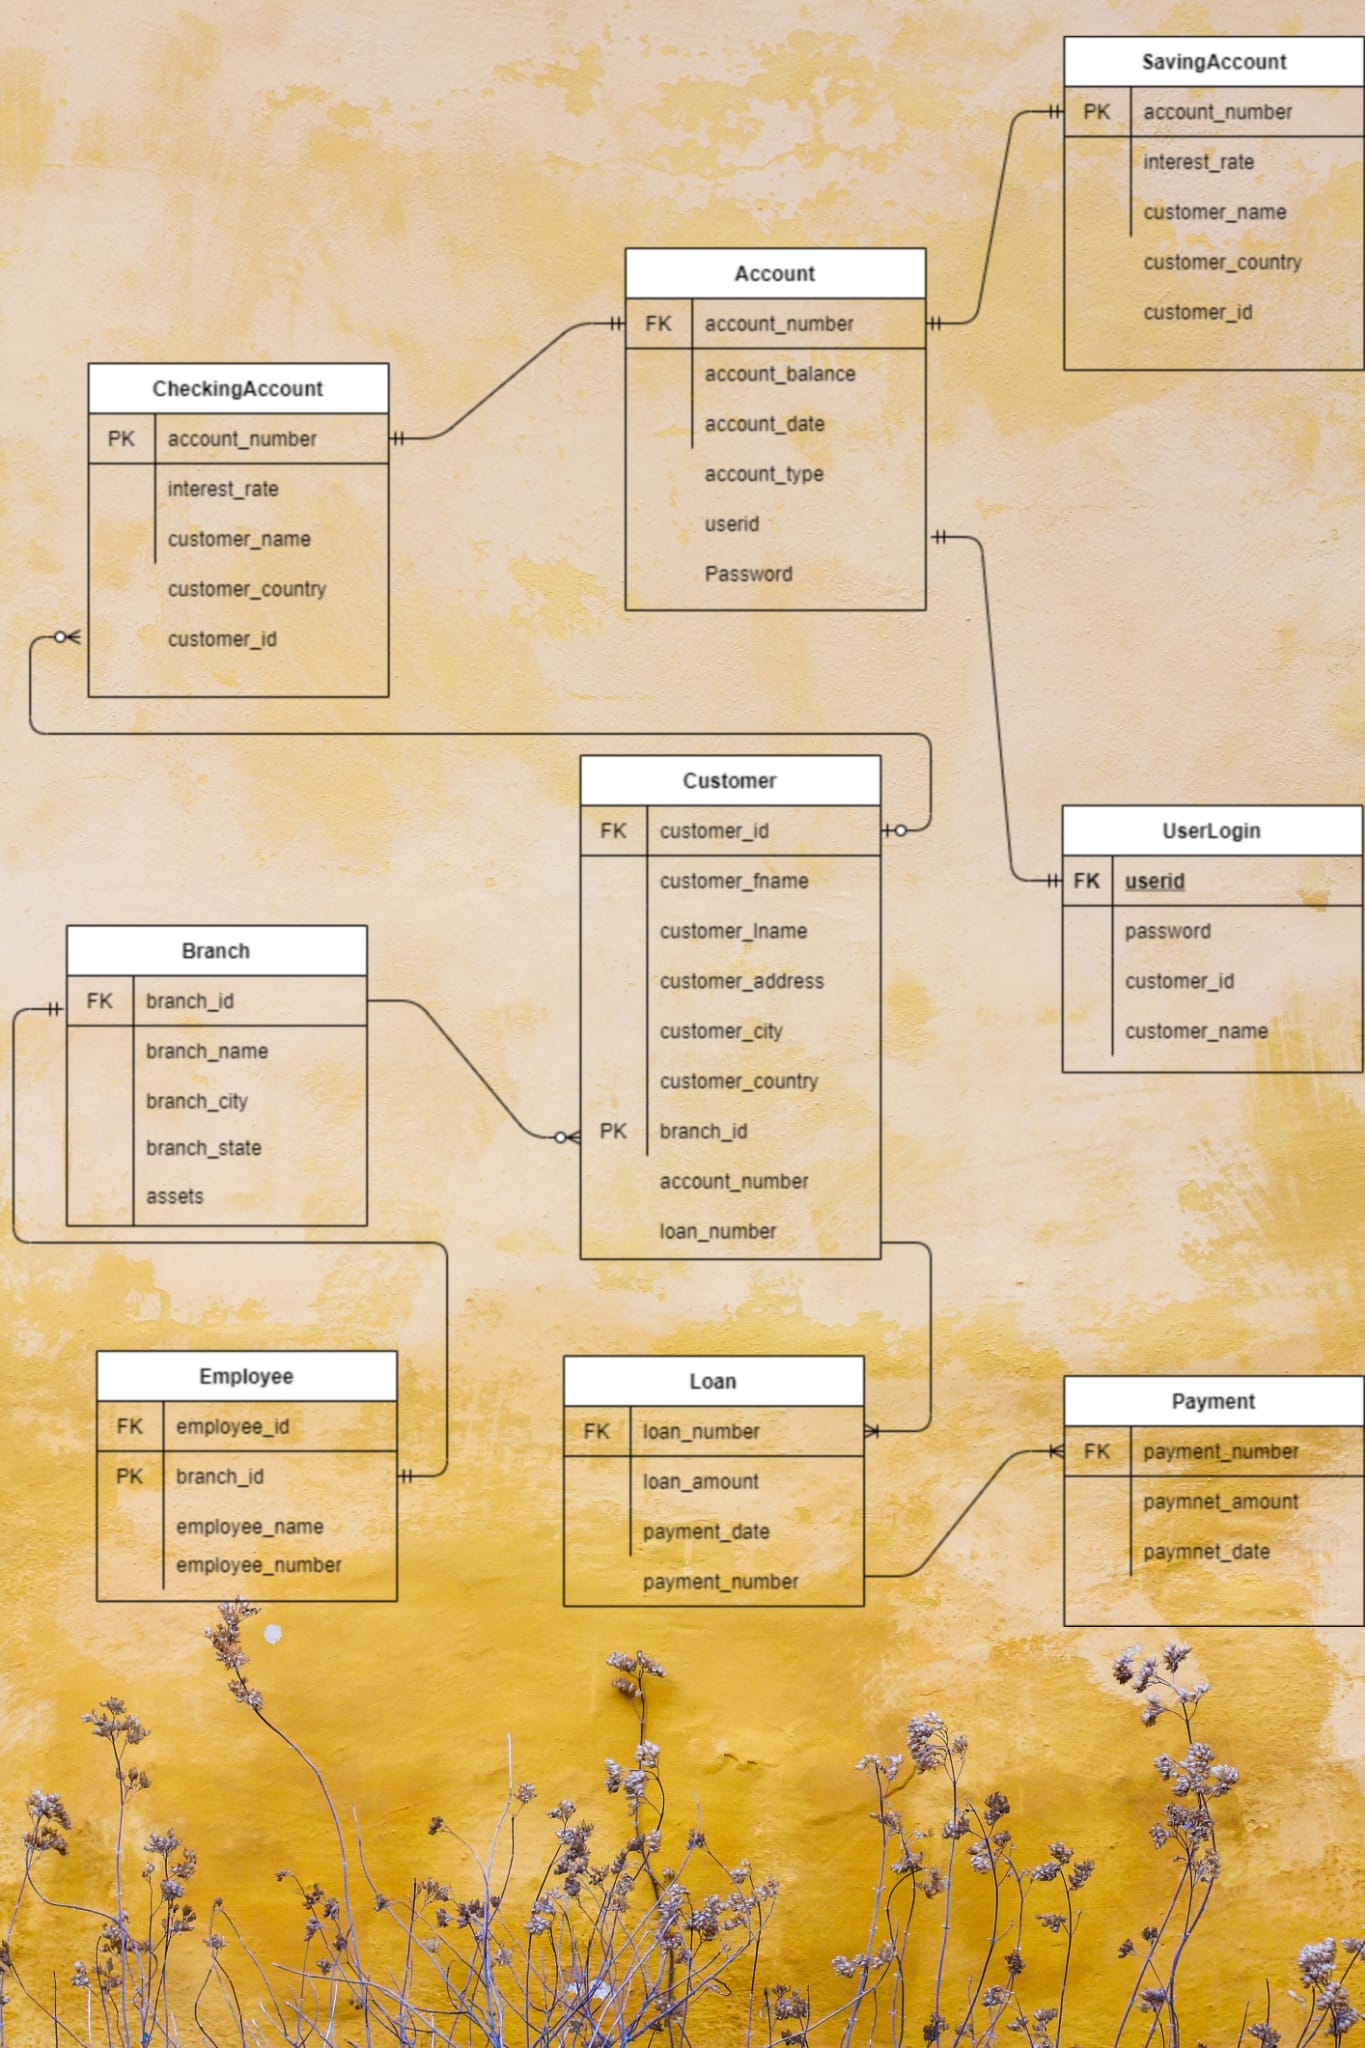 SavingAccount
PK account_number
interest_rate
customer_name
customer_country
customer_id
Account
FK account_number
account_balance
account_date
account_type
userid
Password
CheckingAccount
PK account_number
interest_rate
customer_name
customer_country
customer_id
Customer
FK customer_id
customer_fname
customer_lname
customer_address
customer_city
customer_country
PK branch_id
account_number
loan_number
UserLogin
FK userid
password
customer_id
customer_name
Branch
FK branch_id
branch_name
branch_city
branch_state
assets
Employee
FK employee_id
PK branch_id
employee_name
employee_number
Loan
FK loan_number
loan_amount
payment_date
payment_number
Payment
FK payment_number
paymnet_amount
paymnet_date